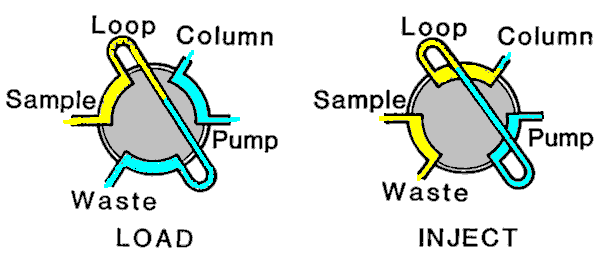 Loop
Column
Sample
Pump
Waste
LOAD
Loop
Column
Sample
Pump
Waste
INJECT